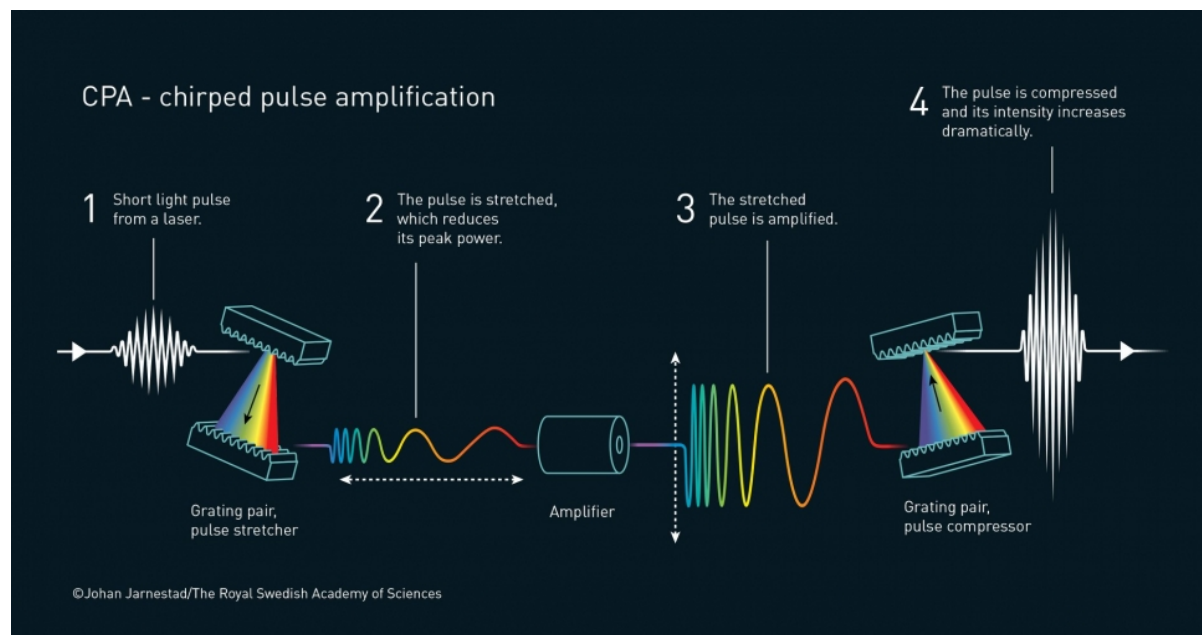 CPA - chirped pulse amplification
1 Short light pulse
from a laser.
2 The pulse is stretched,
which reduces
its peak power.
3 The stretched
pulse is amplified.
4 The pulse is compressed
and its intensity increases
dramatically.
Grating pair,
pulse stretcher
Amplifier
Grating pair,
pulse compressor
©Johan Jarnestad/The Royal Swedish Academy of Sciences